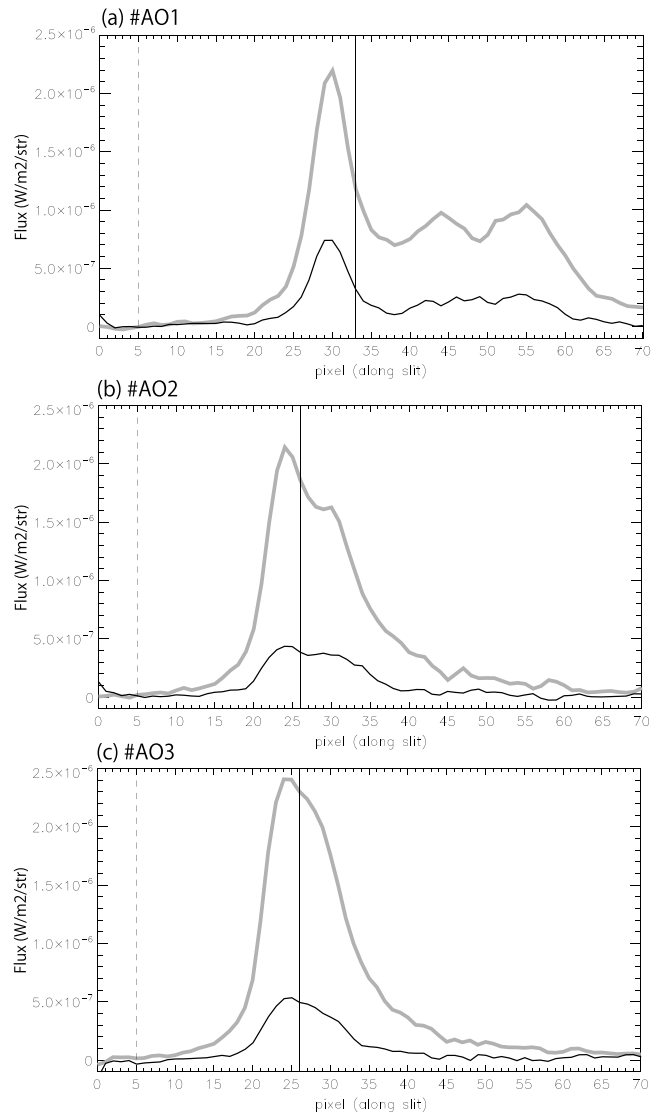 (a) #AO1
2.5×10⁻⁶
2.0×10⁻⁶
1.5×10⁻⁶
1.0×10⁻⁶
5.0×10⁻⁷
0
Flux (W/m2/str)
0 5 10 15 20 25 30 35 40 45 50 55 60 65 70
pixel (along slit)
(b) #AO2
2.5×10⁻⁶
2.0×10⁻⁶
1.5×10⁻⁶
1.0×10⁻⁶
5.0×10⁻⁷
0
Flux (W/m2/str)
0 5 10 15 20 25 30 35 40 45 50 55 60 65 70
pixel (along slit)
(c) #AO3
2.5×10⁻⁶
2.0×10⁻⁶
1.5×10⁻⁶
1.0×10⁻⁶
5.0×10⁻⁷
0
Flux (W/m2/str)
0 5 10 15 20 25 30 35 40 45 50 55 60 65 70
pixel (along slit)